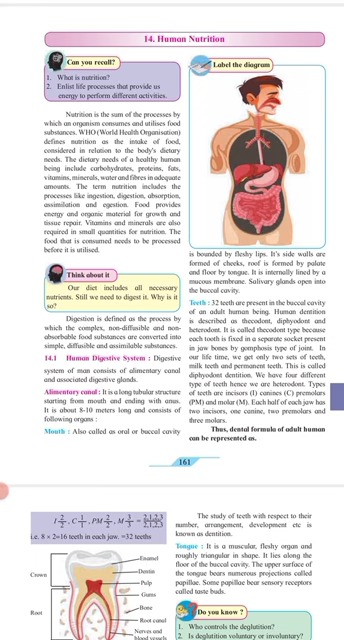 14. Human Nutrition
Can you recall?
1. What is nutrition?
2. Enlist life processes that provide us
energy to perform different activities.
Nutrition is the sum of the processes by
which an organism consumes and utilises food
substances. WHO (World Health Organisation)
defines nutrition as the intake of food,
considered in relation to the body's dietary
needs. The dietary needs of a healthy human
being include carbohydrates, proteins, fats,
vitamins, minerals, water and fibres in adequate
amounts. The term nutrition includes the
processes like ingestion, digestion, absorption,
assimilation and egestion. Food provides
energy and organic material for growth and
tissue repair. Vitamins and minerals are also
required in small quantities for nutrition. The
food that is consumed needs to be processed
before it is utilised.
Think about it
Our diet includes all necessary
nutrients. Still we need to digest it. Why is it
so?
Digestion is defined as the process by
which the complex, non-diffusible and non-
absorbable food substances are converted into
simple, diffusible and assimilable substances.
14.1 Human Digestive System : Digestive
system of man consists of alimentary canal
and associated digestive glands.
Alimentary canal : It is a long tubular structure
starting from mouth and ending with anus.
It is about 8-10 meters long and consists of
following organs :
Mouth : Also called as oral or buccal cavity
Label the diagram
is bounded by fleshy lips. It's side walls are
formed of cheeks, roof is formed by palate
and floor by tongue. It is internally lined by a
mucous membrane. Salivary glands open into
the buccal cavity.
Teeth : 32 teeth are present in the buccal cavity
of an adult human being. Human dentition
is described as thecodont, diphyodont and
heterodont. It is called thecodont type because
each tooth is fixed in a separate socket present
in jaw bones by gomphosis type of joint. In
our life time, we get only two sets of teeth,
milk teeth and permanent teeth. This is called
diphyodont dentition. We have four different
type of teeth hence we are heterodont. Types
of teeth are incisors (I) canines (C) premolars
(PM) and molar (M). Each half of each jaw has
two incisors, one canine, two premolars and
three molars.
Thus, dental formula of adult human
can be represented as.
161
I 2/2, C 1/1, PM 2/2, M 3/3 = 2,1,2,3/2,1,2,3
i.e. 8 × 2=16 teeth in each jaw. =32 teeth
Crown
Root
Enamel
Dentin
Pulp
Gums
Bone
Root canal
Nerves and
blood vessels
The study of teeth with respect to their
number, arrangement, development etc is
known as dentition.
Tongue : It is a muscular, fleshy organ and
roughly triangular in shape. It lies along the
floor of the buccal cavity. The upper surface of
the tongue bears numerous projections called
papillae. Some papillae bear sensory receptors
called taste buds.
Do you know ?
1. Who controls the deglutition?
2. Is deglutition voluntary or involuntary?